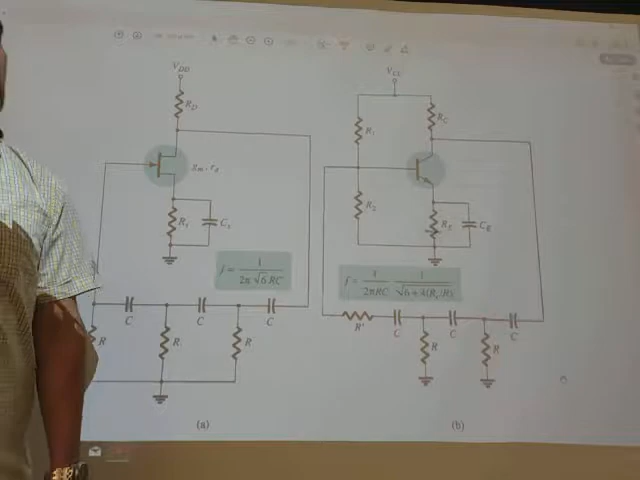 V_DD
R_D
g_m, r_d
R_s
C_s
f = 1 / 2π √6 RC
C
C
C
R
R
R
(a)
V_CC
R_1
R_C
R_2
R_E
C_E
f = 1 / 2πRC 1 / √6 + 4(R_C/R)
R'
C
C
C
R
R
(b)